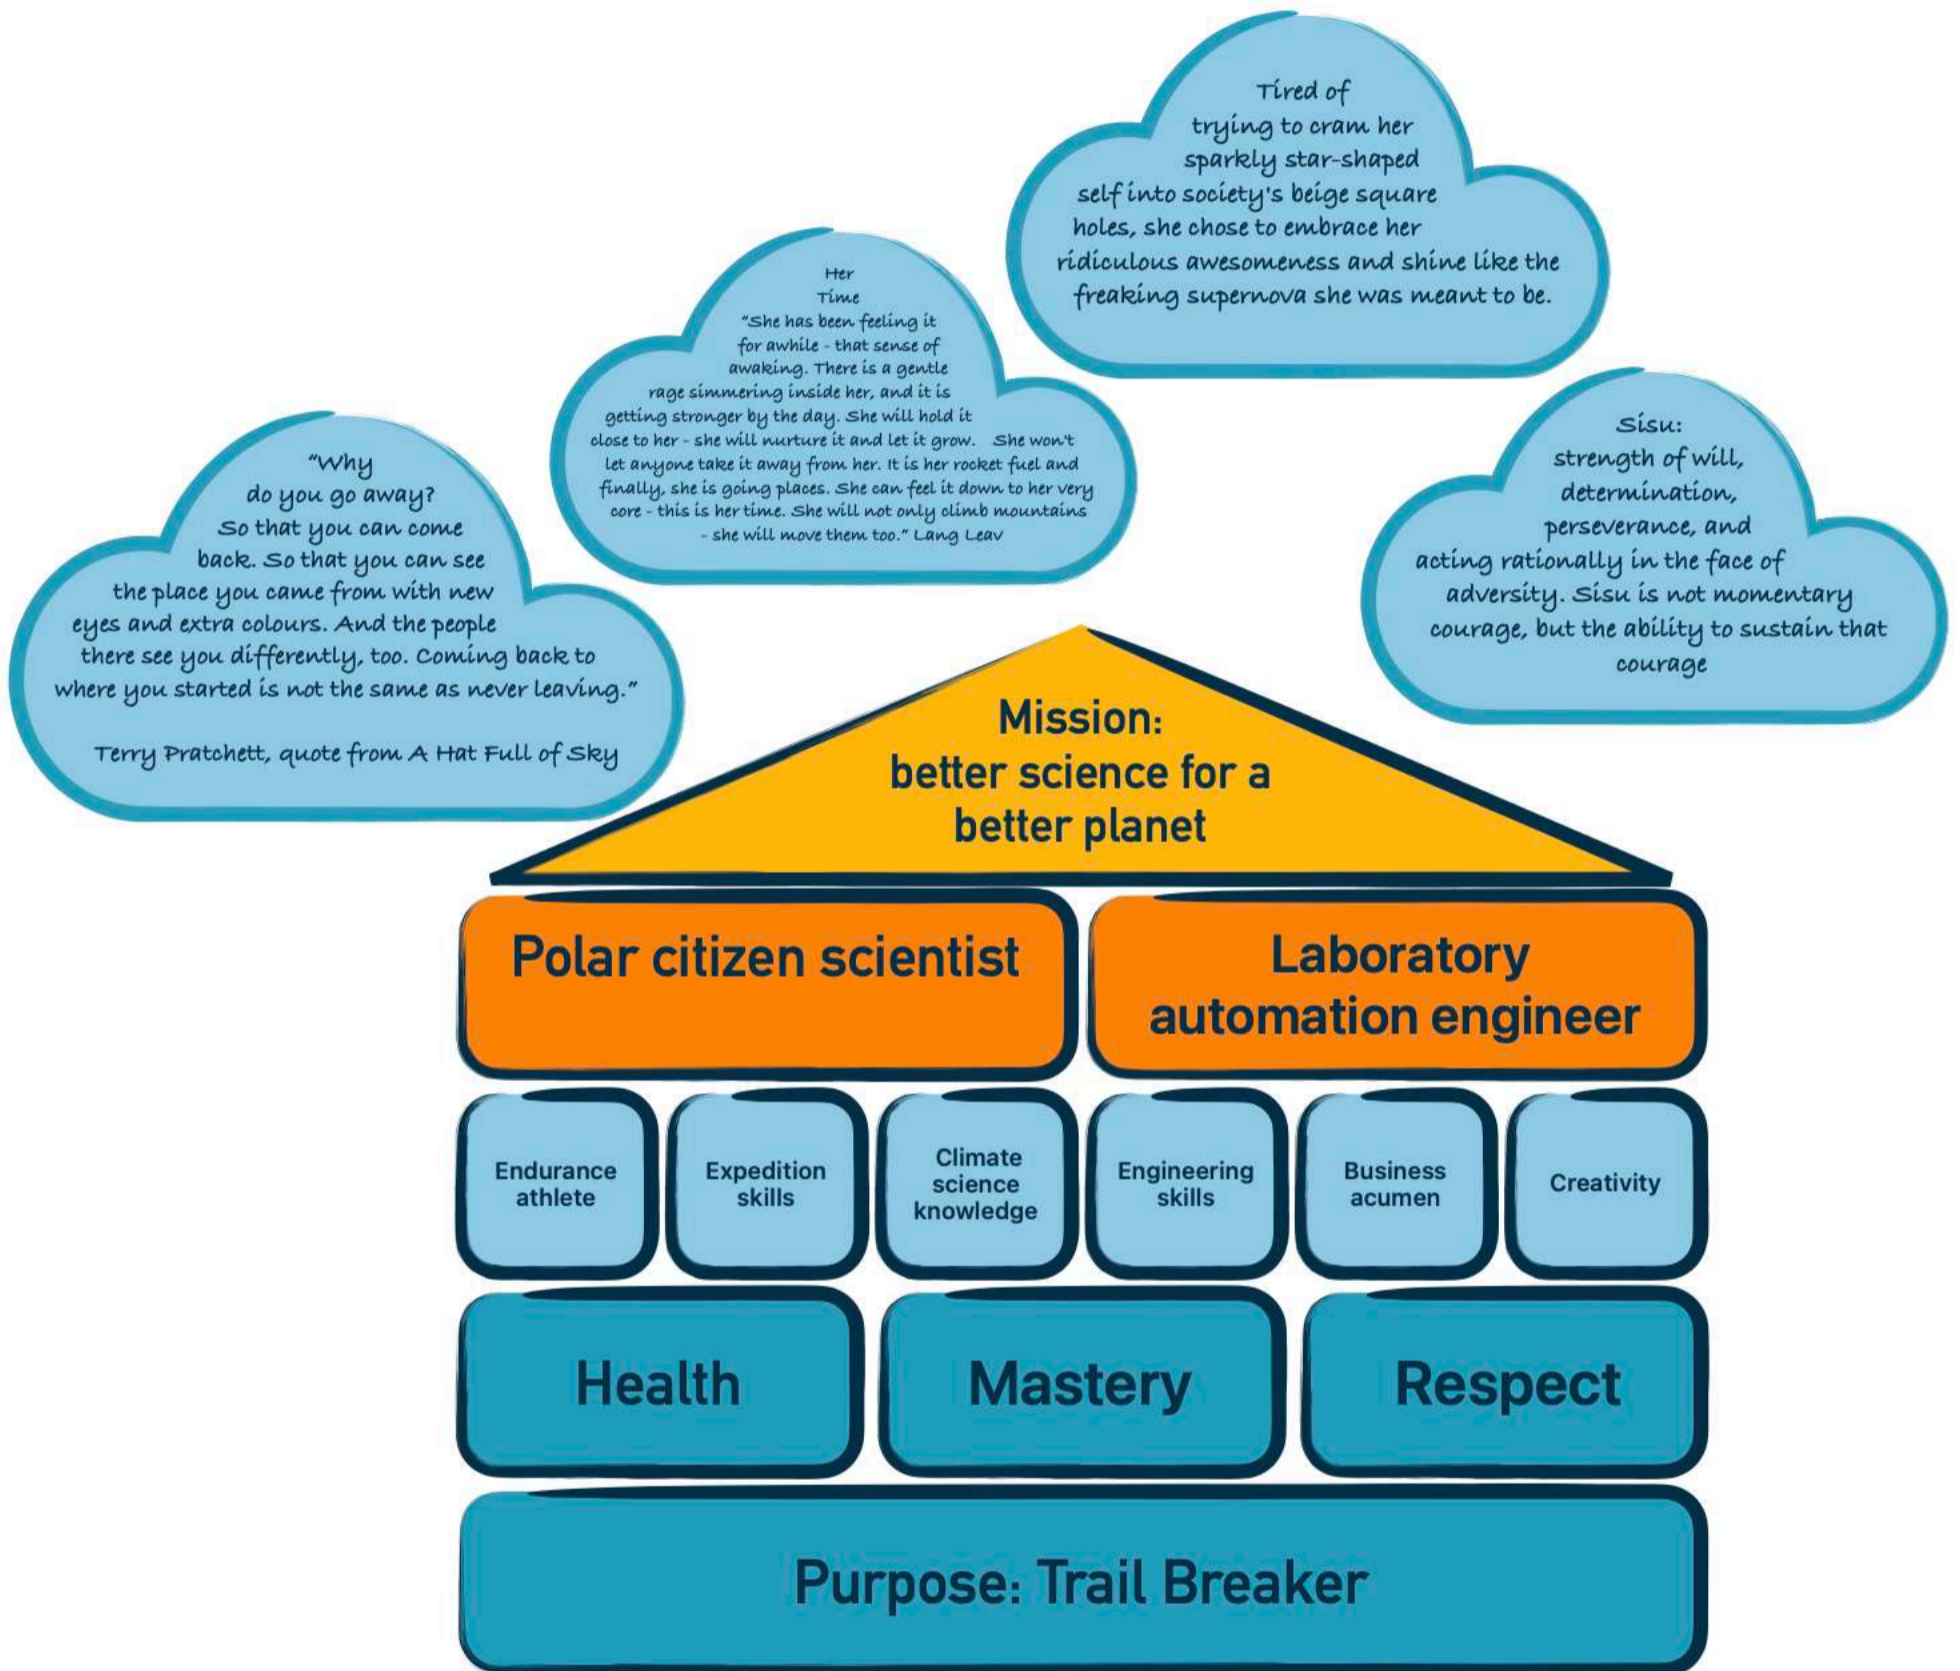 Tired of
trying to cram her
sparkly star-shaped
self into society's beige square
holes, she chose to embrace her
ridiculous awesomeness and shine like the
freaking supernova she was meant to be.
Her
Time
"She has been feeling it
for awhile - that sense of
awaking. There is a gentle
rage simmering inside her, and it is
getting stronger by the day. She will hold it
close to her - she will nurture it and let it grow. She won't
let anyone take it away from her. It is her rocket fuel and
finally, she is going places. She can feel it down to her very
core - this is her time. She will not only climb mountains
- she will move them too." Lang Leav
Sisu:
strength of will,
determination,
perseverance, and
acting rationally in the face of
adversity. Sisu is not momentary
courage, but the ability to sustain that
courage
"Why
do you go away?
So that you can come
back. So that you can see
the place you came from with new
eyes and extra colours. And the people
there see you differently, too. Coming back to
where you started is not the same as never leaving."
Terry Pratchett, quote from A Hat Full of Sky
Mission:
better science for a
better planet
Polar citizen scientist
Laboratory
automation engineer
Endurance
athlete
Expedition
skills
Climate
science
knowledge
Engineering
skills
Business
acumen
Creativity
Health
Mastery
Respect
Purpose: Trail Breaker